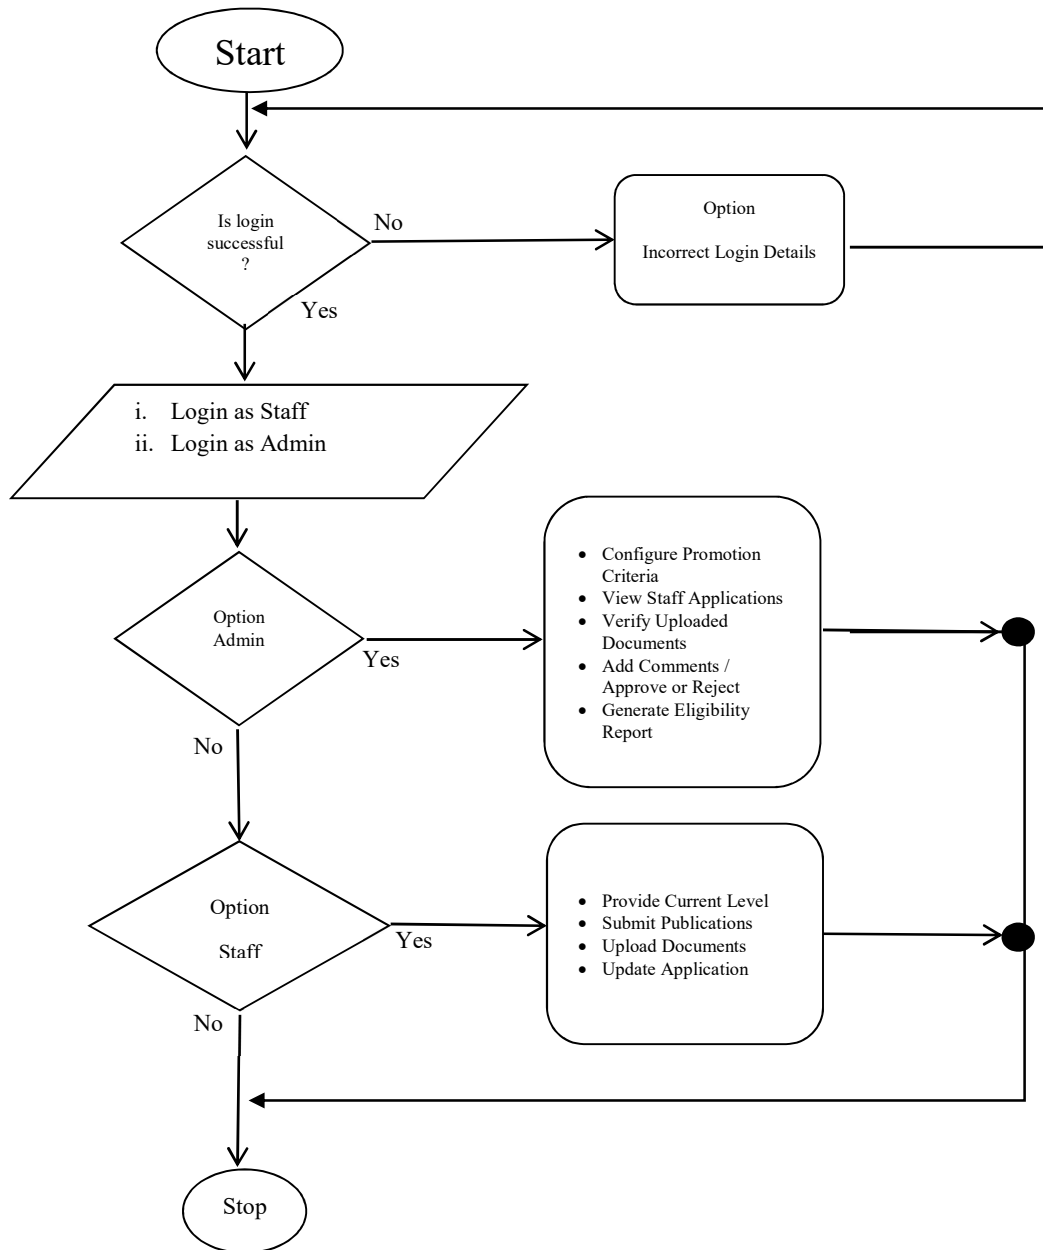 Start
Is login
successful
?
No
Option
Incorrect Login Details
Yes
i. Login as Staff
ii. Login as Admin
Option
Admin
Yes
• Configure Promotion
Criteria
• View Staff Applications
• Verify Uploaded
Documents
• Add Comments /
Approve or Reject
• Generate Eligibility
Report
No
Option
Staff
Yes
• Provide Current Level
• Submit Publications
• Upload Documents
• Update Application
No
Stop